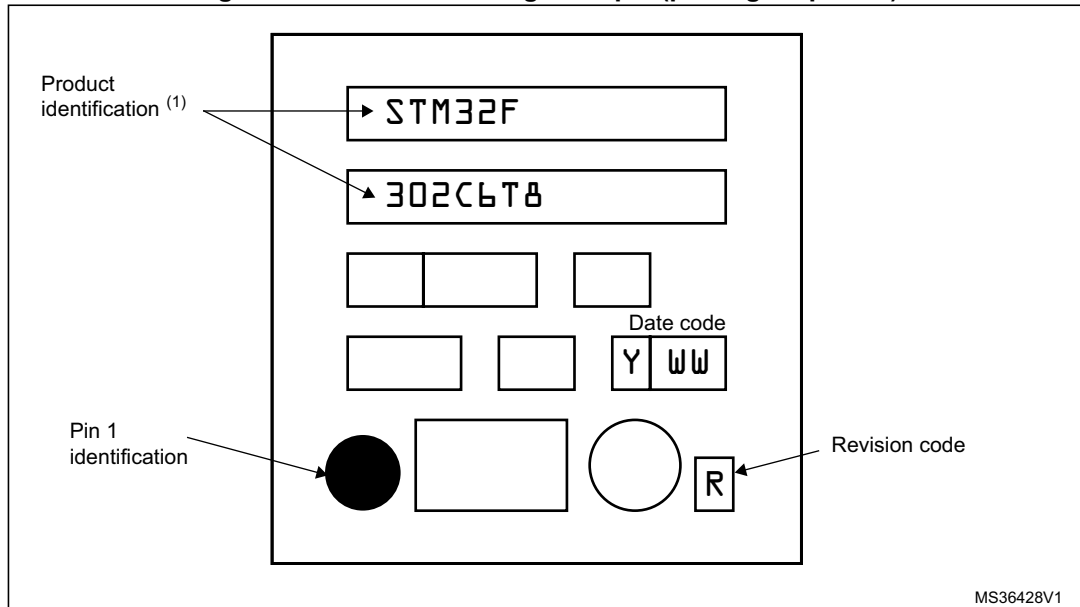 Product
identification (1)
STM32F
302C6T8
Date code
Y WW
Pin 1
identification
Revision code
R
MS36428V1